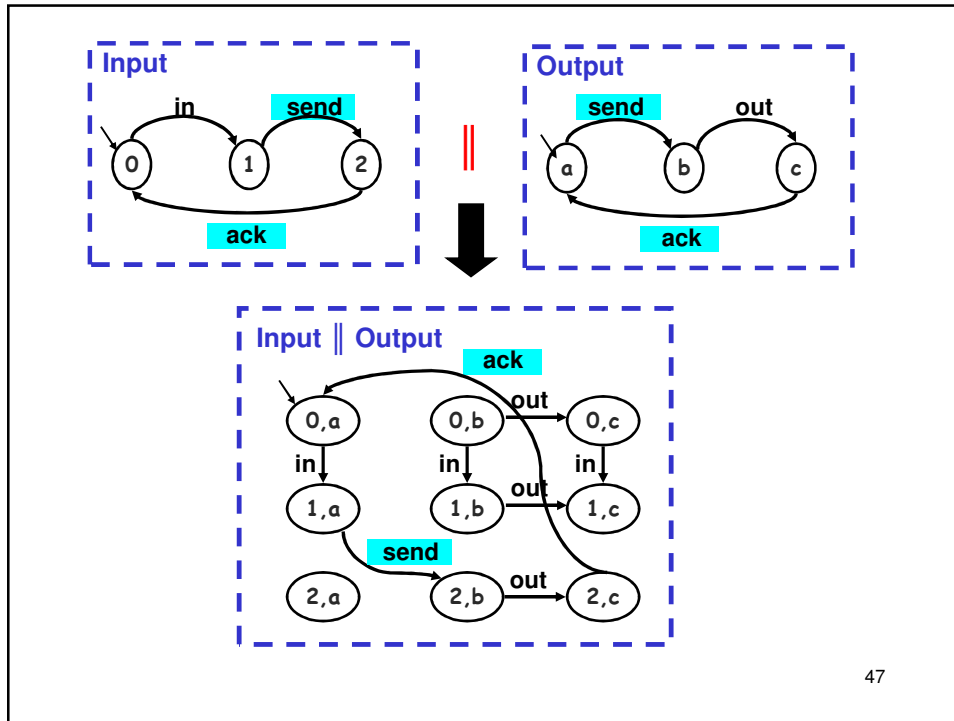 Input
in
send
0
1
2
ack
||
Output
send
out
a
b
c
ack
Input || Output
ack
out
0,a
0,b
0,c
in
in
in
out
1,a
1,b
1,c
send
out
2,a
2,b
2,c
47